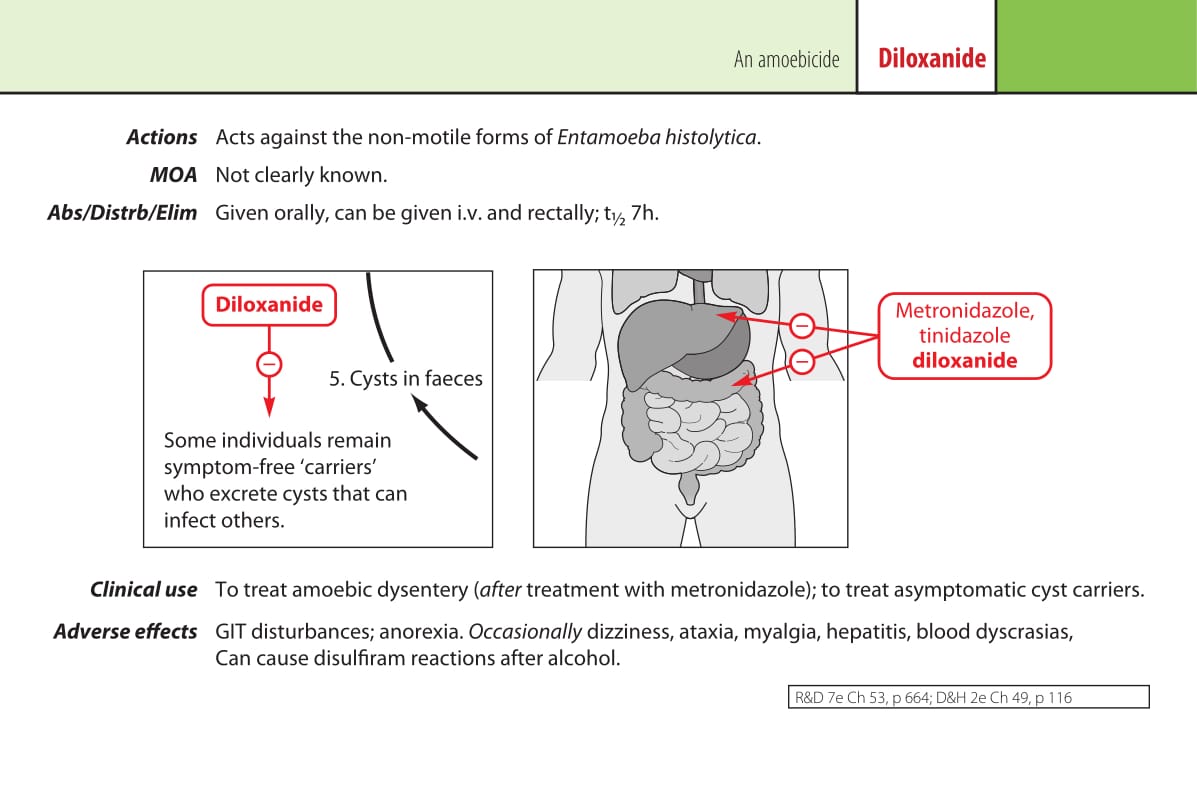 An amoebicide
Diloxanide
Actions Acts against the non-motile forms of Entamoeba histolytica.
MOA Not clearly known.
Abs/Distrb/Elim Given orally, can be given i.v. and rectally; t½ 7h.
Diloxanide
−
5. Cysts in faeces
Some individuals remain
symptom-free ‘carriers’
who excrete cysts that can
infect others.
−
−
Metronidazole,
tinidazole
diloxanide
Clinical use To treat amoebic dysentery (after treatment with metronidazole); to treat asymptomatic cyst carriers.
Adverse effects GIT disturbances; anorexia. Occasionally dizziness, ataxia, myalgia, hepatitis, blood dyscrasias,
Can cause disulfiram reactions after alcohol.
R&D 7e Ch 53, p 664; D&H 2e Ch 49, p 116